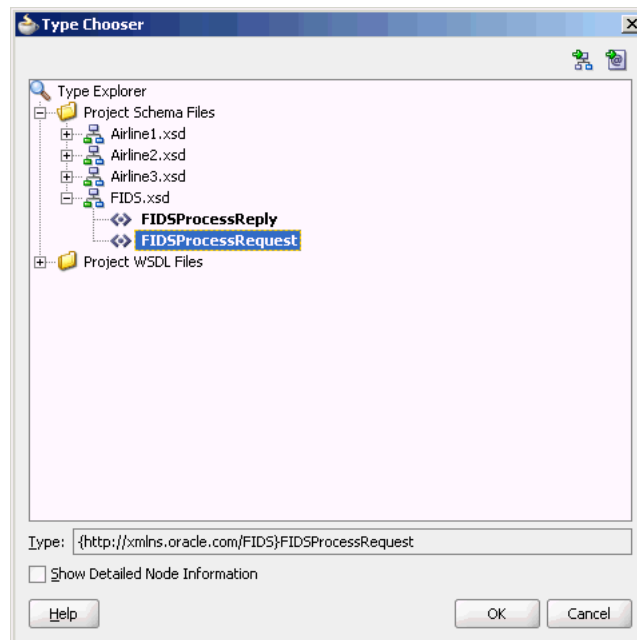 Type Chooser
Type Explorer
Project Schema Files
Airline1.xsd
Airline2.xsd
Airline3.xsd
FIDS.xsd
FIDSProcessReply
FIDSProcessRequest
Project WSDL Files
Type: {http://xmlns.oracle.com/FIDS}FIDSProcessRequest
Show Detailed Node Information
Help OK Cancel